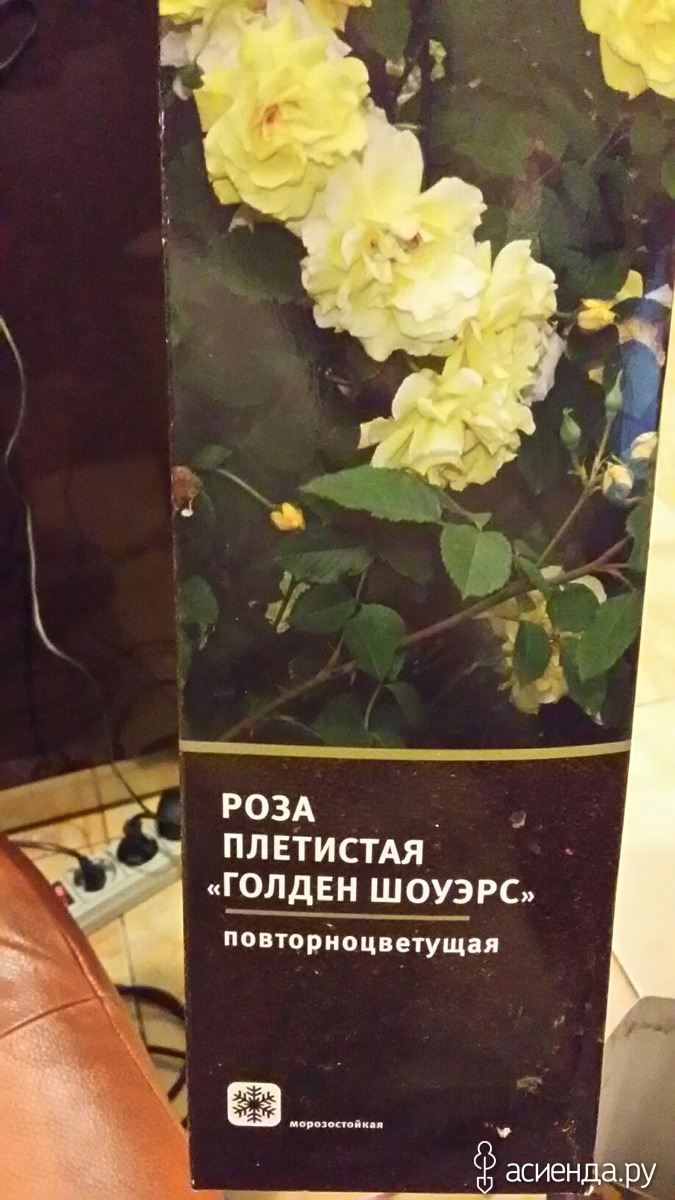 РОЗА
ПЛЕТИСТАЯ
«ГОЛДЕН ШОУЭРС»
повторноцветущая
морозостойкая
асиенда.ру